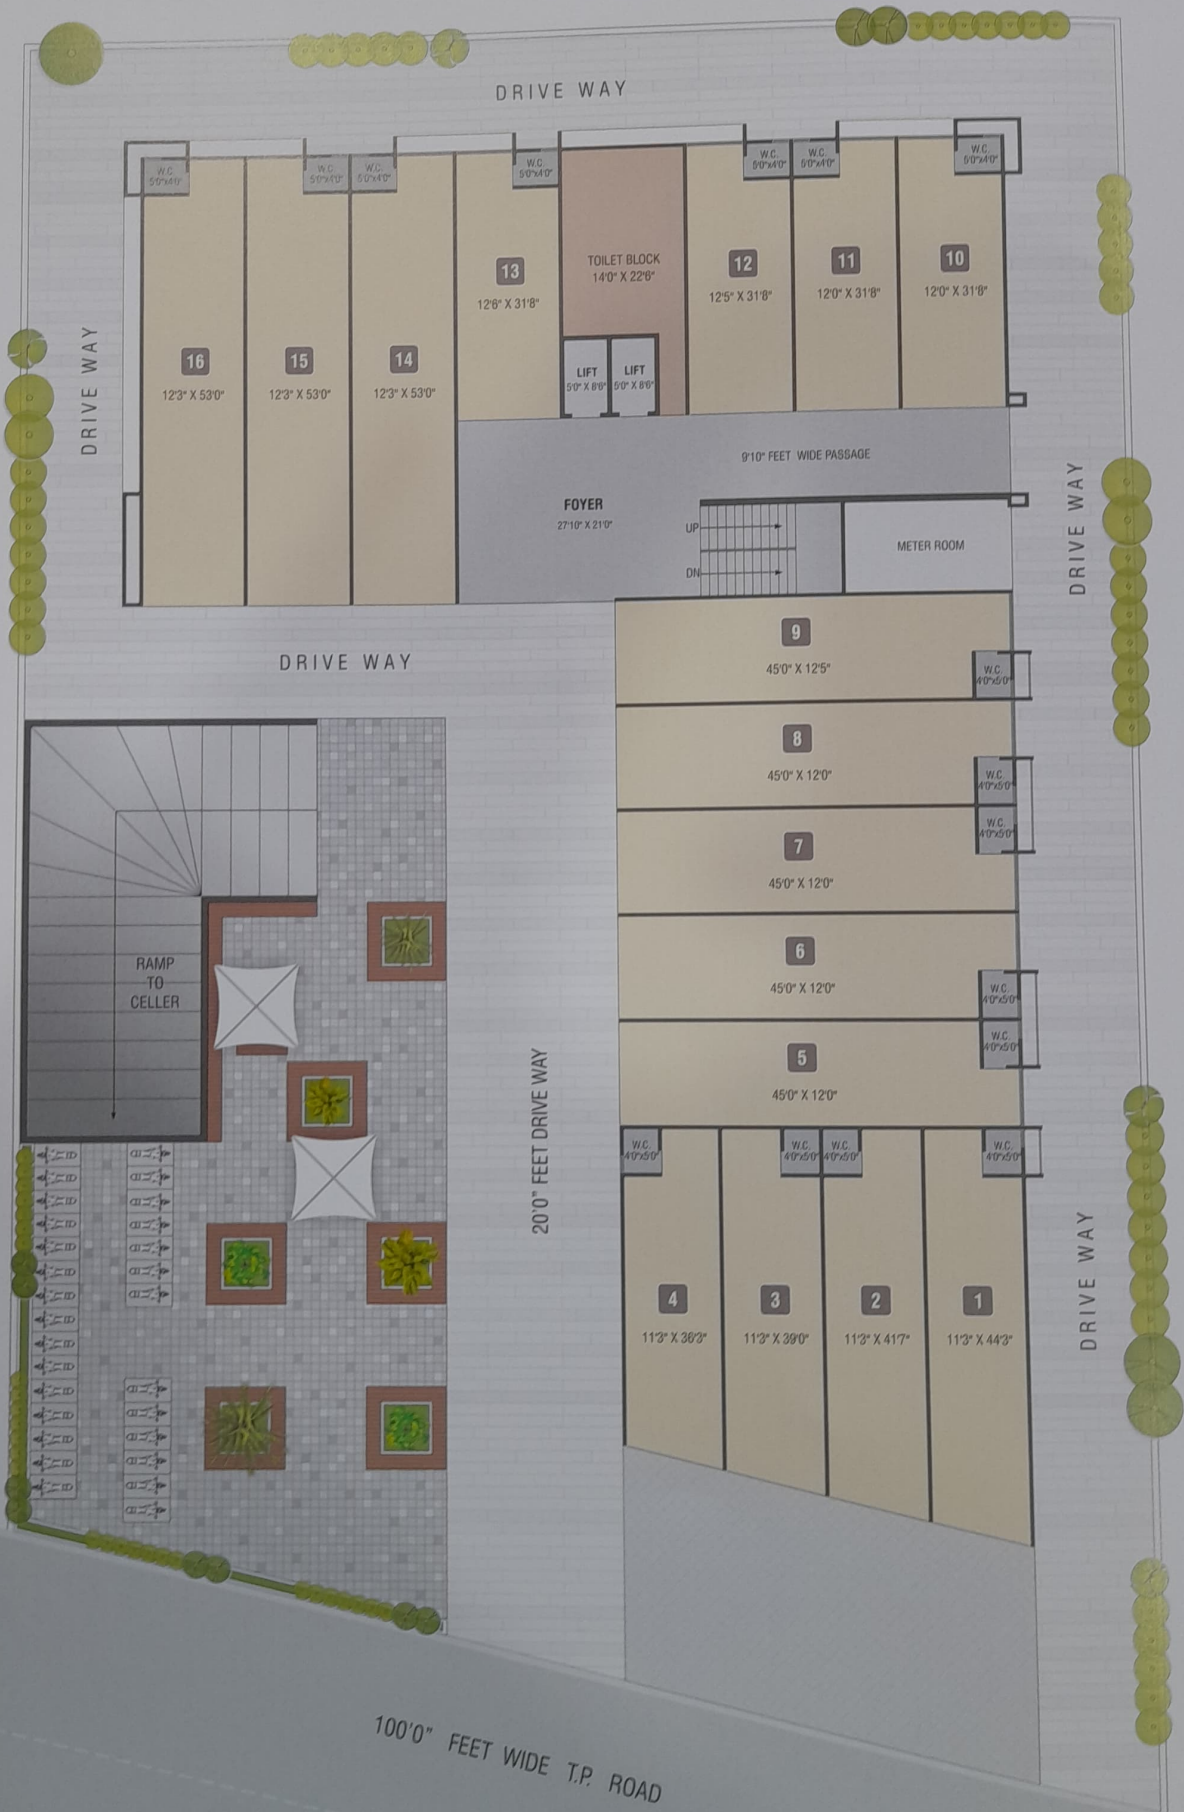 DRIVE WAY
W.C.
5'0"x4'0"
W.C.
5'0"x4'0"
W.C.
5'0"x4'0"
W.C.
5'0"x4'0"
W.C.
5'0"x4'0"
W.C.
5'0"x4'0"
W.C.
5'0"x4'0"
13
12'6" X 31'8"
TOILET BLOCK
14'0" X 22'6"
12
12'5" X 31'8"
11
12'0" X 31'8"
10
12'0" X 31'8"
DRIVE WAY
16
12'3" X 53'0"
15
12'3" X 53'0"
14
12'3" X 53'0"
LIFT
5'0" X 8'6"
LIFT
5'0" X 8'6"
9'10" FEET WIDE PASSAGE
FOYER
27'10" X 21'0"
UP
DN
METER ROOM
DRIVE WAY
DRIVE WAY
9
45'0" X 12'5"
W.C.
4'0"x5'0"
8
45'0" X 12'0"
W.C.
4'0"x5'0"
7
45'0" X 12'0"
W.C.
4'0"x5'0"
6
45'0" X 12'0"
W.C.
4'0"x5'0"
5
45'0" X 12'0"
W.C.
4'0"x5'0"
RAMP
TO
CELLER
20'0" FEET DRIVE WAY
W.C.
4'0"x5'0"
W.C.
4'0"x5'0"
W.C.
4'0"x5'0"
W.C.
4'0"x5'0"
4
11'3" X 36'3"
3
11'3" X 39'0"
2
11'3" X 41'7"
1
11'3" X 44'3"
DRIVE WAY
100'0" FEET WIDE T.P. ROAD